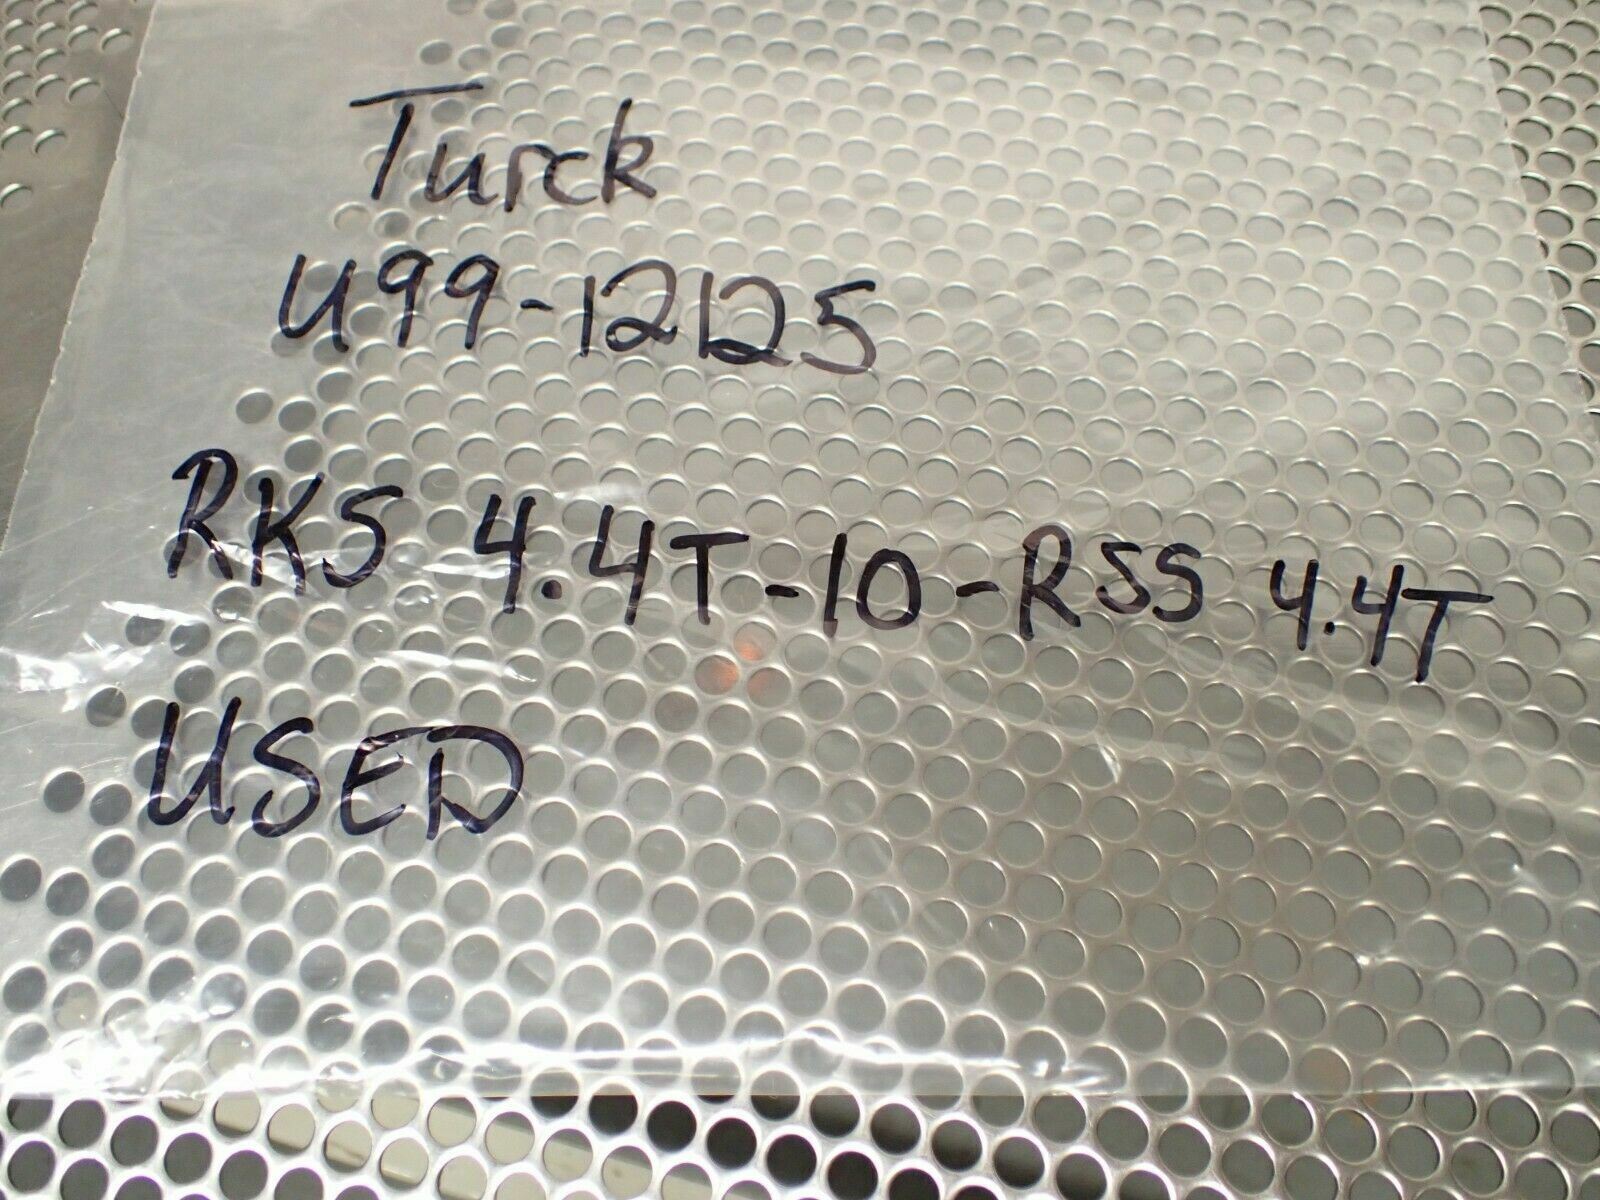 Turck
U99-12125
RKS 4.4T-10-RSS 4.4T
USED